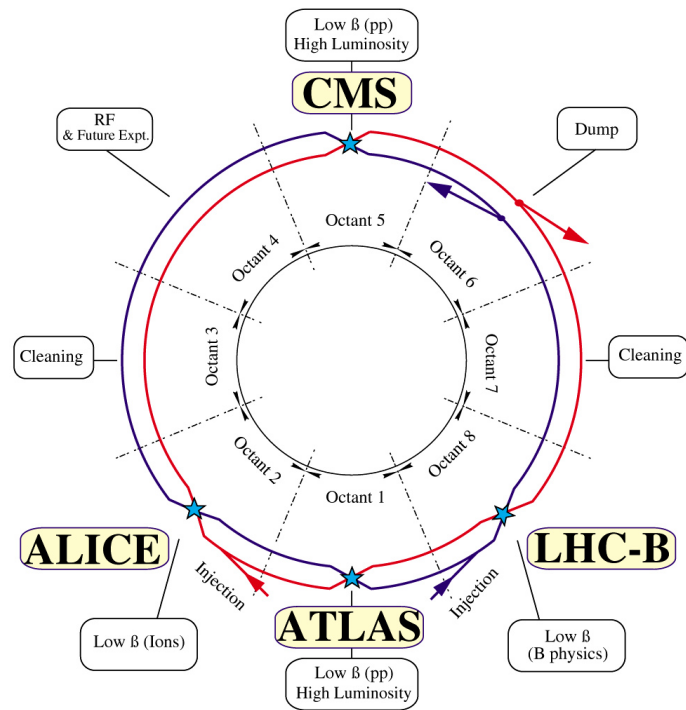 Low ß (pp)
High Luminosity
CMS
RF
& Future Expt.
Dump
Octant 5
Octant 4
Octant 6
Cleaning
Octant 3
Octant 7
Cleaning
Octant 2
Octant 8
Octant 1
ALICE
LHC-B
Injection
Injection
ATLAS
Low ß (Ions)
Low ß
(B physics)
Low ß (pp)
High Luminosity